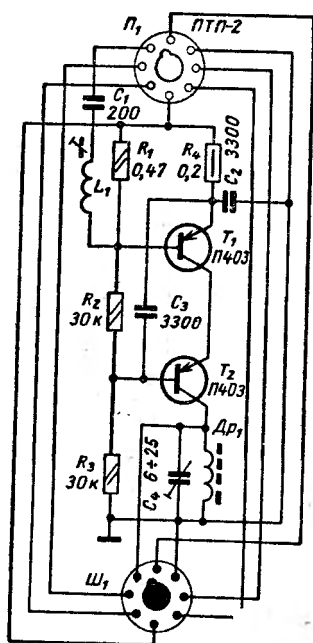 П₁ ПТП-2
C₁
200
R₁
0,47
R₄
0,2
C₂ 3300
L₁
T₁
П403
R₂
30к
C₃
3300
T₂
П403
Др₁
R₃
30к
C₄ 6÷25
Ш₁